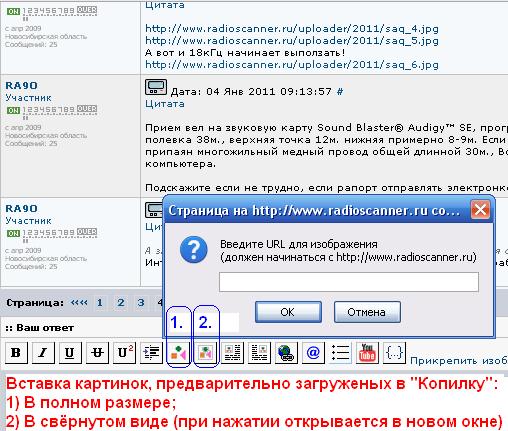 ON 123456789 OVER
с апр 2009
Новосибирская область
Сообщений: 25
http://www.radioscanner.ru/uploader/2011/saq_4.jpg
http://www.radioscanner.ru/uploader/2011/saq_5.jpg
А вот и 18кГц начинает выползать!
http://www.radioscanner.ru/uploader/2011/saq_6.jpg
RA9O
Участник
ON 123456789 OVER
с апр 2009
Новосибирская область
Сообщений: 25
Дата: 04 Янв 2011 09:13:57 #
Цитата
Прием вел на звуковую карту Sound Blaster® Audigy™ SE, прог
полевка 38м., верхняя точка 12м. нижняя примерно 8-9м. Если
припаян многожильный медный провод общей длинной 30м., В
компьютера.
Подскажите если не трудно, если рапорт отправлять электронко
RA9O
Участник
ON 123456789 OVER
с апр 2009
Новосибирская область
Сообщений: 25
Цитата
А за
Инт
Страница на http://www.radioscanner.ru со...
Введите URL для изображения
(должен начинаться с http://www.radioscanner.ru)
OK
Отмена
Страница: «« 1 2 3 4
:: Ваш ответ
1. 2.
B I U U U2 @ You Tube {...} Прикрепить изоб
Вставка картинок, предварительно загруженых в "Копилку":
1) В полном размере;
2) В свёрнутом виде (при нажатии открывается в новом окне)